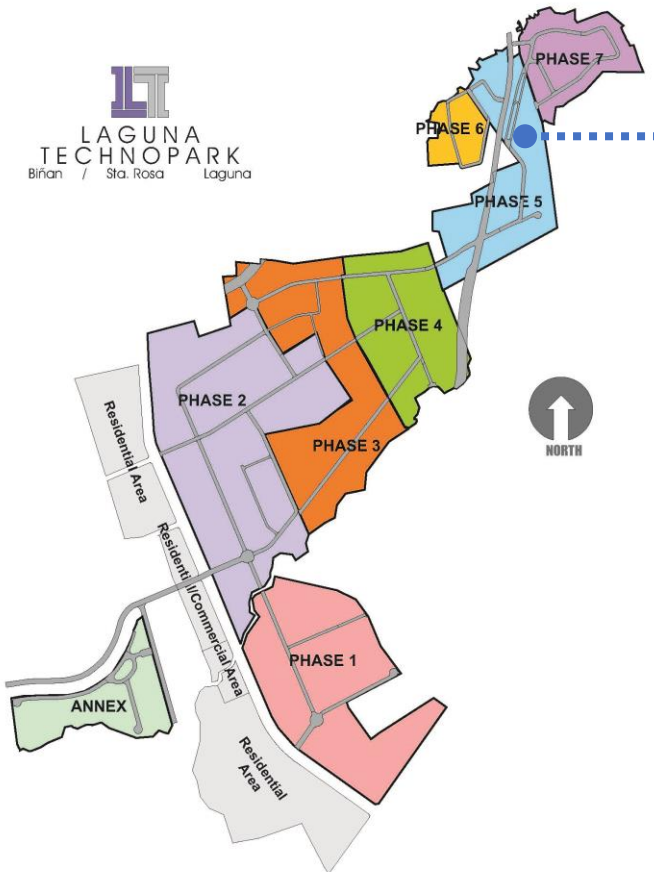 LAGUNA
TECHNOPARK
Biñan / Sta. Rosa Laguna
PHASE 7
PHASE 6
PHASE 5
PHASE 4
PHASE 2
PHASE 3
NORTH
Residential Area
Residential/Commercial Area
PHASE 1
ANNEX
Residential
Area